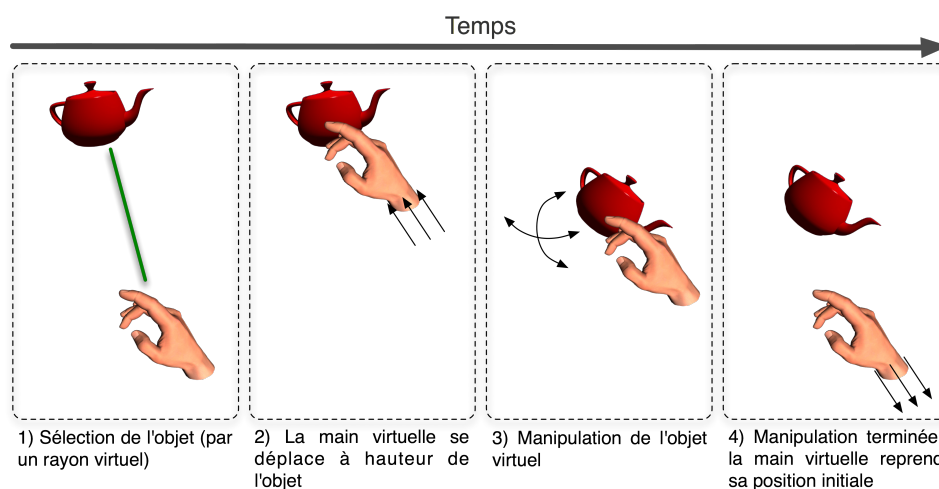 Temps
1) Sélection de l'objet (par
un rayon virtuel)
2) La main virtuelle se
déplace à hauteur de
l'objet
3) Manipulation de l'objet
virtuel
4) Manipulation terminée
la main virtuelle reprend
sa position initiale